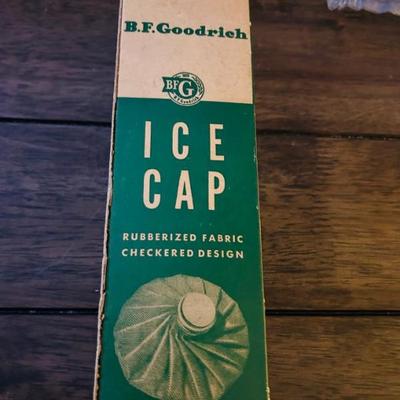 B.F.Goodrich
BFG
ICE
CAP
RUBBERIZED FABRIC
CHECKERED DESIGN